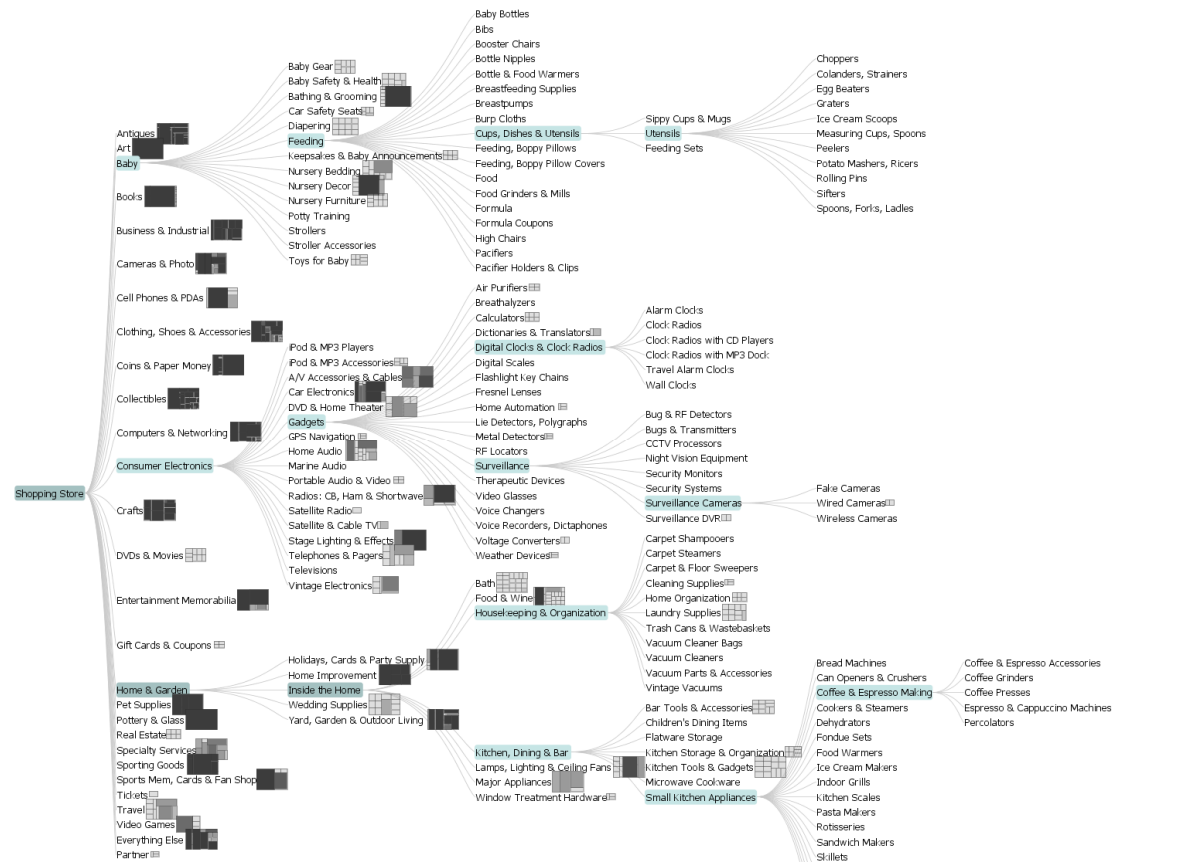 Shopping Store
Antiques
Art
Baby
Books
Business & Industrial
Cameras & Photo
Cell Phones & PDAs
Clothing, Shoes & Accessories
Coins & Paper Money
Collectibles
Computers & Networking
Consumer Electronics
Crafts
DVDs & Movies
Entertainment Memorabilia
Gift Cards & Coupons
Home & Garden
Pet Supplies
Pottery & Glass
Real Estate
Specialty Services
Sporting Goods
Sports Mem, Cards & Fan Shop
Tickets
Travel
Video Games
Everything Else
Partner
Baby Gear
Baby Safety & Health
Bathing & Grooming
Car Safety Seats
Diapering
Feeding
Keepsakes & Baby Announcements
Nursery Bedding
Nursery Decor
Nursery Furniture
Potty Training
Strollers
Stroller Accessories
Toys for Baby
iPod & MP3 Players
iPod & MP3 Accessories
A/V Accessories & Cables
Car Electronics
DVD & Home Theater
Gadgets
GPS Navigation
Home Audio
Marine Audio
Portable Audio & Video
Radios: CB, Ham & Shortwave
Satellite Radio
Satellite & Cable TV
Stage Lighting & Effects
Telephones & Pagers
Televisions
Vintage Electronics
Holidays, Cards & Party Supply
Home Improvement
Inside the Home
Wedding Supplies
Yard, Garden & Outdoor Living
Baby Bottles
Bibs
Booster Chairs
Bottle Nipples
Bottle & Food Warmers
Breastfeeding Supplies
Breastpumps
Burp Cloths
Cups, Dishes & Utensils
Feeding, Boppy Pillows
Feeding, Boppy Pillow Covers
Food
Food Grinders & Mills
Formula
Formula Coupons
High Chairs
Pacifiers
Pacifier Holders & Clips
Air Purifiers
Breathalyzers
Calculators
Dictionaries & Translators
Digital Clocks & Clock Radios
Digital Scales
Flashlight Key Chains
Fresnel Lenses
Home Automation
Lie Detectors, Polygraphs
Metal Detectors
RF Locators
Surveillance
Therapeutic Devices
Video Glasses
Voice Changers
Voice Recorders, Dictaphones
Voltage Converters
Weather Devices
Bath
Food & Wine
Housekeeping & Organization
Kitchen, Dining & Bar
Lamps, Lighting & Ceiling Fans
Major Appliances
Window Treatment Hardware
Sippy Cups & Mugs
Utensils
Feeding Sets
Alarm Clocks
Clock Radios
Clock Radios with CD Players
Clock Radios with MP3 Dock
Travel Alarm Clocks
Wall Clocks
Bug & RF Detectors
Bugs & Transmitters
CCTV Processors
Night Vision Equipment
Security Monitors
Security Systems
Surveillance Cameras
Surveillance DVR
Carpet Shampooers
Carpet Steamers
Carpet & Floor Sweepers
Cleaning Supplies
Home Organization
Laundry Supplies
Trash Cans & Wastebaskets
Vacuum Cleaner Bags
Vacuum Cleaners
Vacuum Parts & Accessories
Vintage Vacuums
Bar Tools & Accessories
Children's Dining Items
Flatware Storage
Kitchen Storage & Organization
Kitchen Tools & Gadgets
Microwave Cookware
Small Kitchen Appliances
Choppers
Colanders, Strainers
Egg Beaters
Graters
Ice Cream Scoops
Measuring Cups, Spoons
Peelers
Potato Mashers, Ricers
Rolling Pins
Sifters
Spoons, Forks, Ladles
Fake Cameras
Wired Cameras
Wireless Cameras
Bread Machines
Can Openers & Crushers
Coffee & Espresso Making
Cookers & Steamers
Dehydrators
Fondue Sets
Food Warmers
Ice Cream Makers
Indoor Grills
Kitchen Scales
Pasta Makers
Rotisseries
Sandwich Makers
Skillets
Coffee & Espresso Accessories
Coffee Grinders
Coffee Presses
Espresso & Cappuccino Machines
Percolators